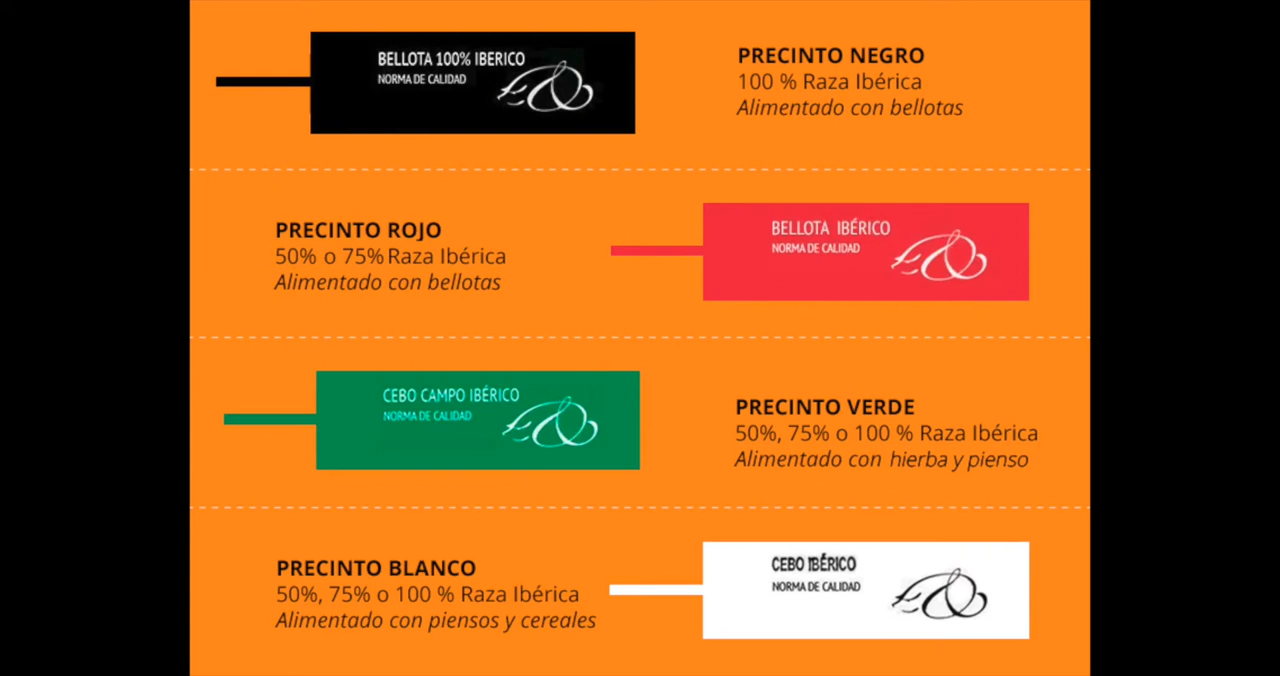 BELLOTA 100% IBERICO
NORMA DE CALIDAD
PRECINTO NEGRO
100 % Raza Ibérica
Alimentado con bellotas
PRECINTO ROJO
50% o 75% Raza Ibérica
Alimentado con bellotas
BELLOTA IBÉRICO
NORMA DE CALIDAD
CEBO CAMPO IBÉRICO
NORMA DE CALIDAD
PRECINTO VERDE
50%, 75% o 100 % Raza Ibérica
Alimentado con hierba y pienso
PRECINTO BLANCO
50%, 75% o 100 % Raza Ibérica
Alimentado con piensos y cereales
CEBO IBÉRICO
NORMA DE CALIDAD